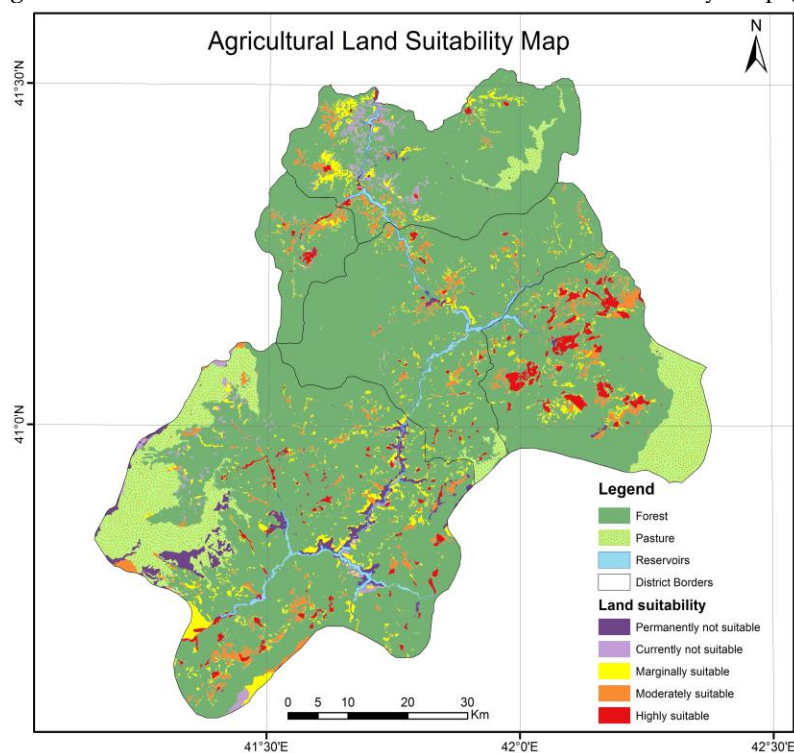 Agricultural Land Suitability Map
N
41°30'N
41°0'N
Legend
Forest
Pasture
Reservoirs
District Borders
Land suitability
Permanently not suitable
Currently not suitable
Marginally suitable
Moderately suitable
Highly suitable
0 5 10 20 30
Km
41°30'E
42°0'E
42°30'E